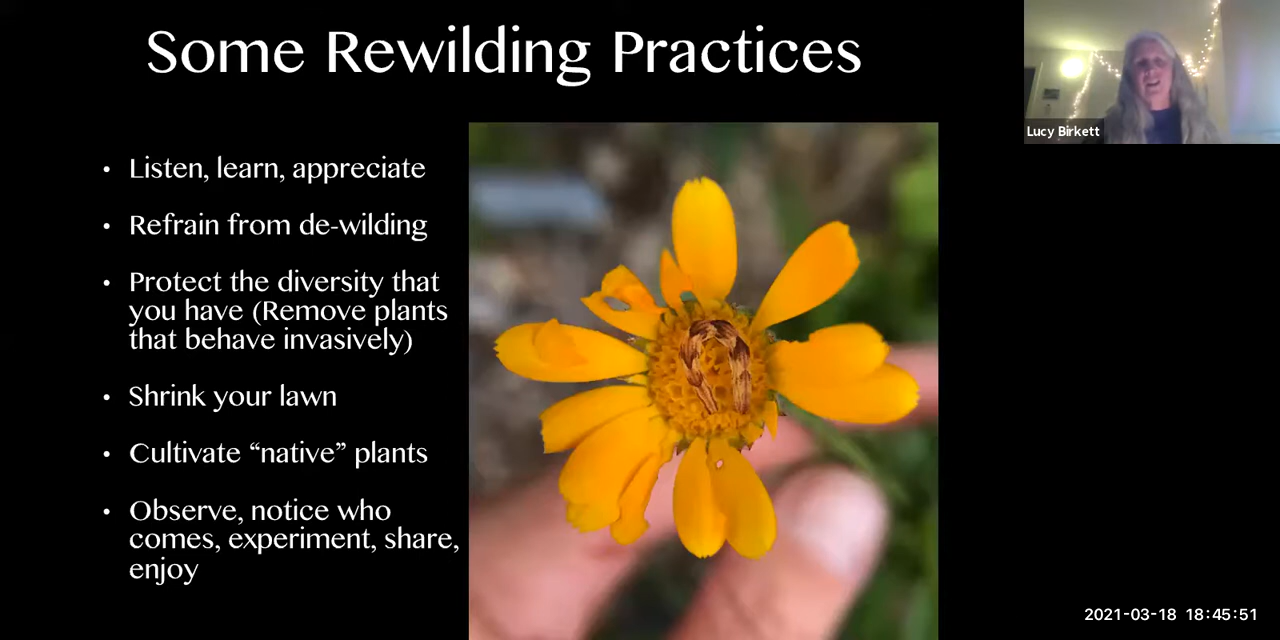 Some Rewilding Practices
Lucy Birkett
• Listen, learn, appreciate
• Refrain from de-wilding
• Protect the diversity that
you have (Remove plants
that behave invasively)
• Shrink your lawn
• Cultivate “native” plants
• Observe, notice who
comes, experiment, share,
enjoy
2021-03-18 18:45:51